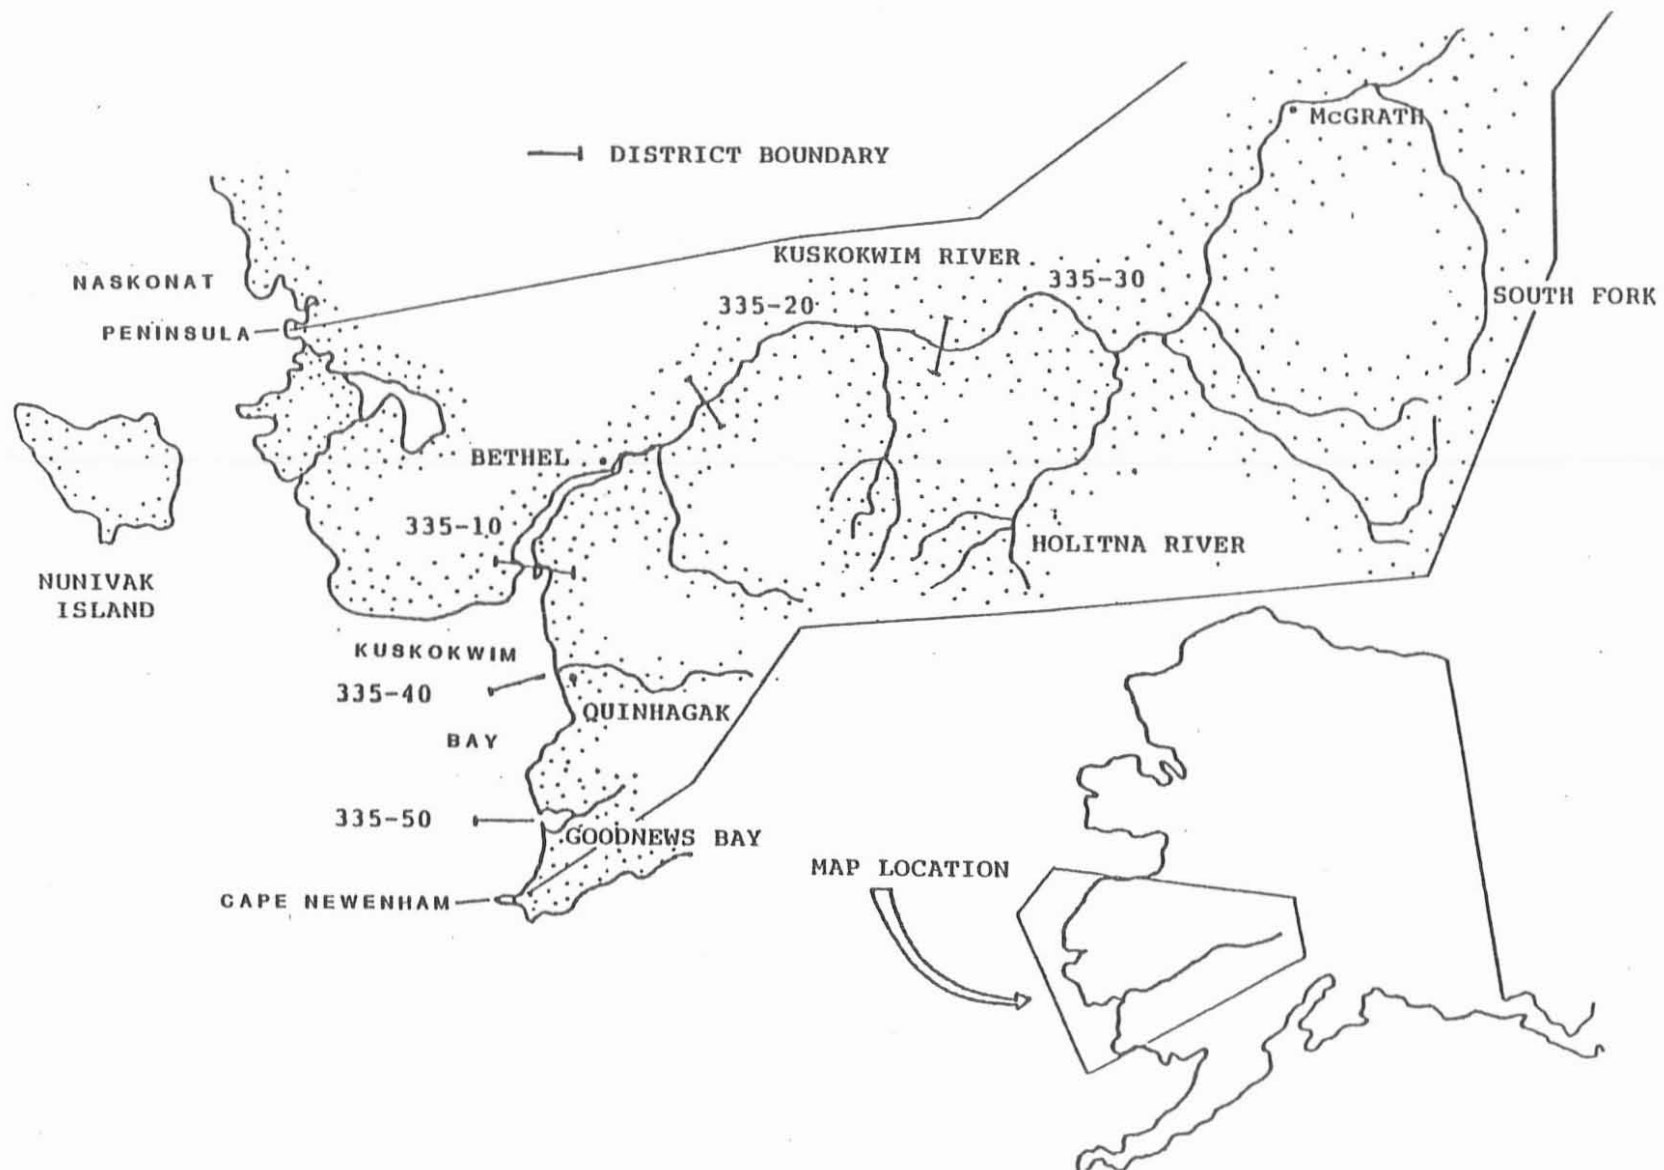 McGRATH
DISTRICT BOUNDARY
KUSKOKWIM RIVER
335-30
NASKONAT
PENINSULA
335-20
SOUTH FORK
BETHEL
335-10
HOLITNA RIVER
NUNIVAK
ISLAND
KUSKOKWIM
335-40
QUINHAGAK
BAY
335-50
GOODNEWS BAY
MAP LOCATION
CAPE NEWENHAM